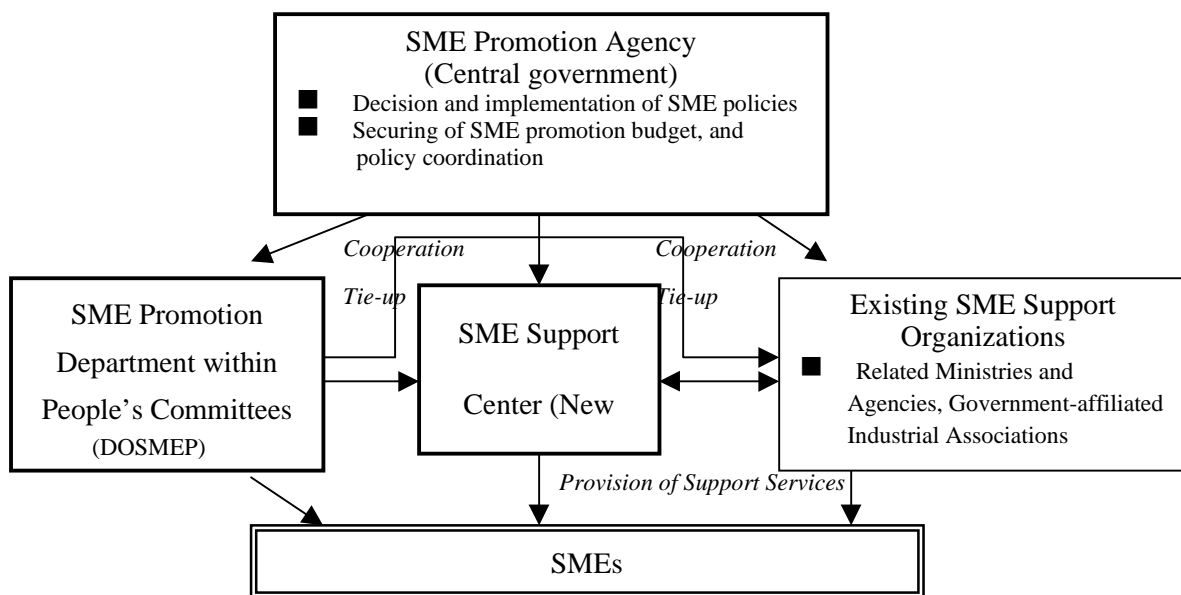 SME Promotion Agency
(Central government)
■ Decision and implementation of SME policies
■ Securing of SME promotion budget, and
policy coordination
Cooperation
Tie-up
Cooperation
Tie-up
SME Promotion
Department within
People’s Committees
(DOSMEP)
SME Support
Center (New
Existing SME Support
Organizations
■ Related Ministries and
Agencies, Government-affiliated
Industrial Associations
Provision of Support Services
SMEs